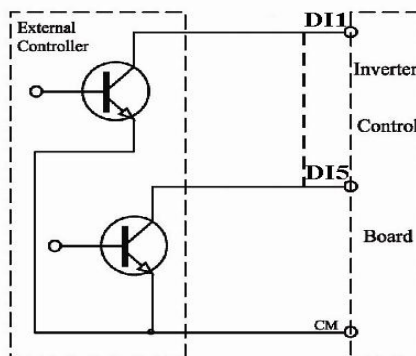 External
Controller
DI1
Inverter
Control
DI5
Board
CM